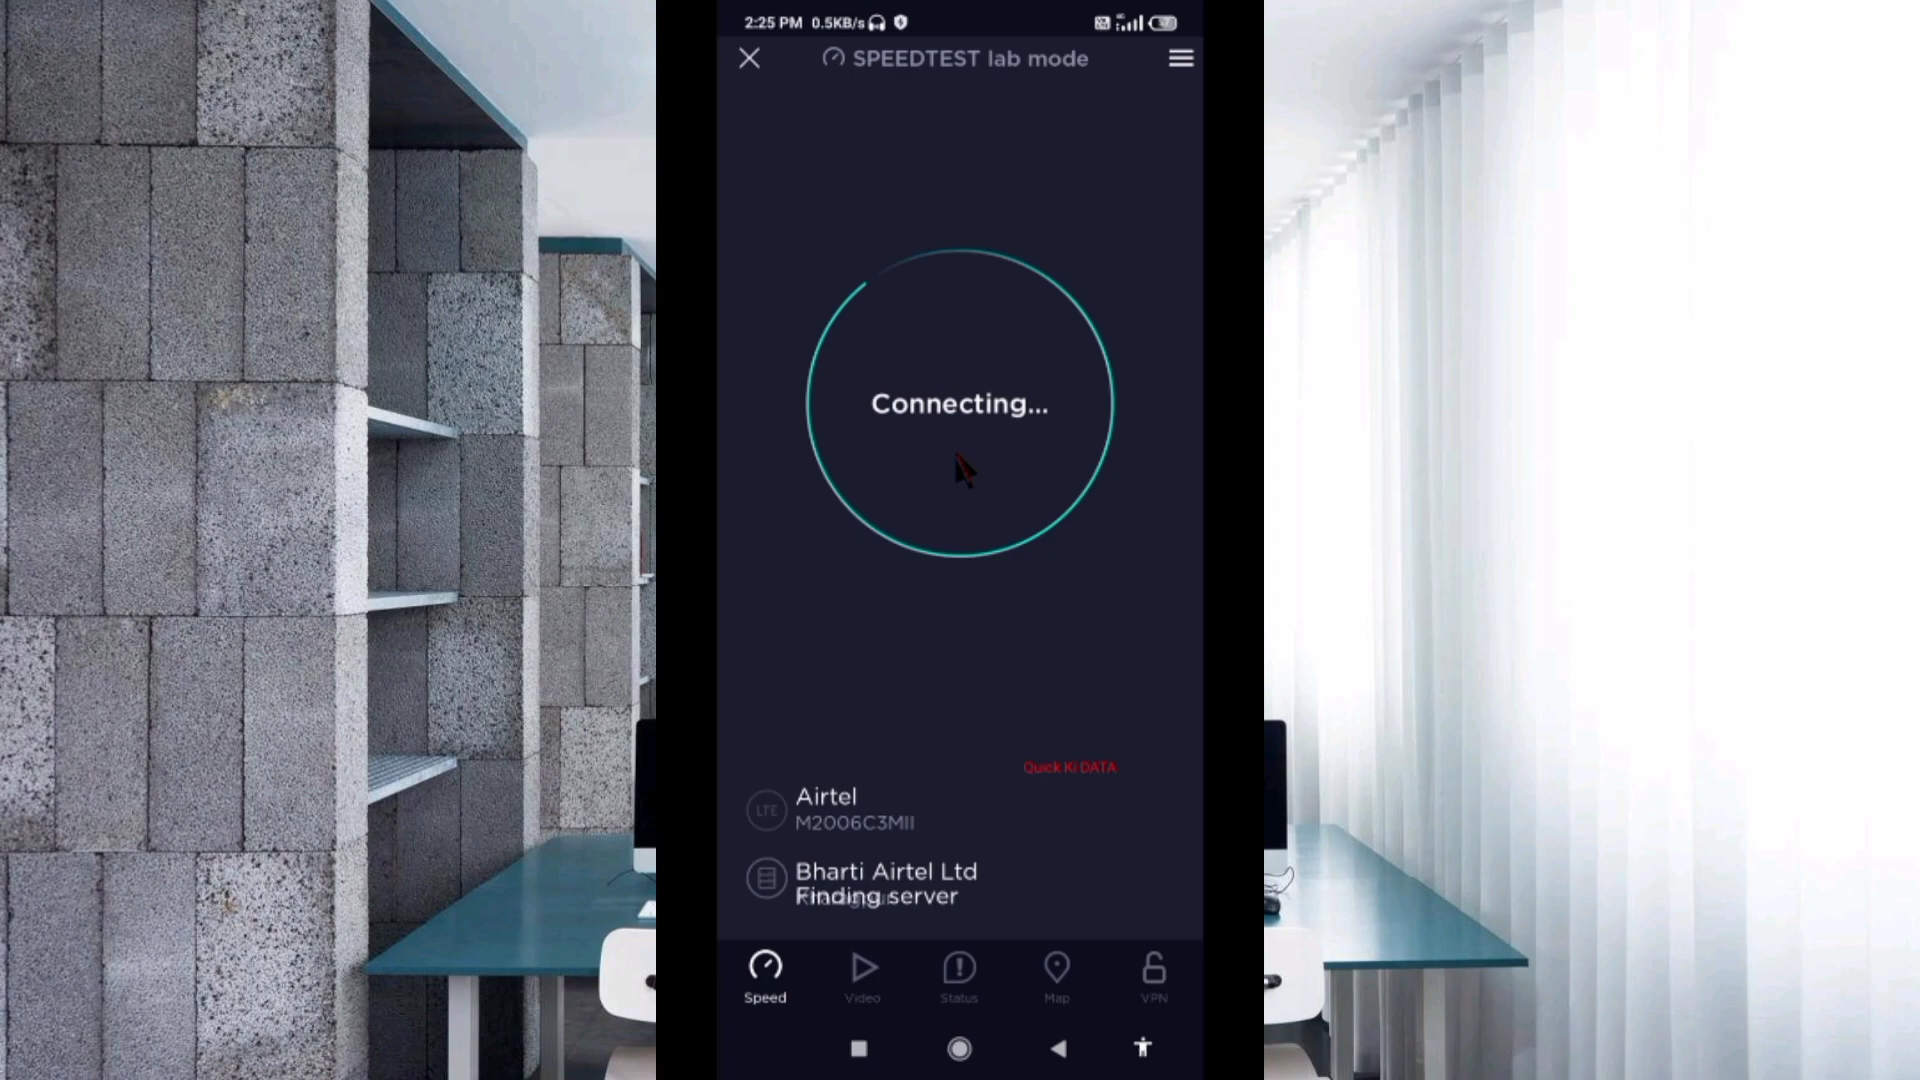 2:25 PM 0.5KB/s
SPEEDTEST lab mode
Connecting...
Quick Ki DATA
LTE
Airtel
M2006C3MII
Bharti Airtel Ltd
Finding server
Speed
Video
Status
Map
VPN